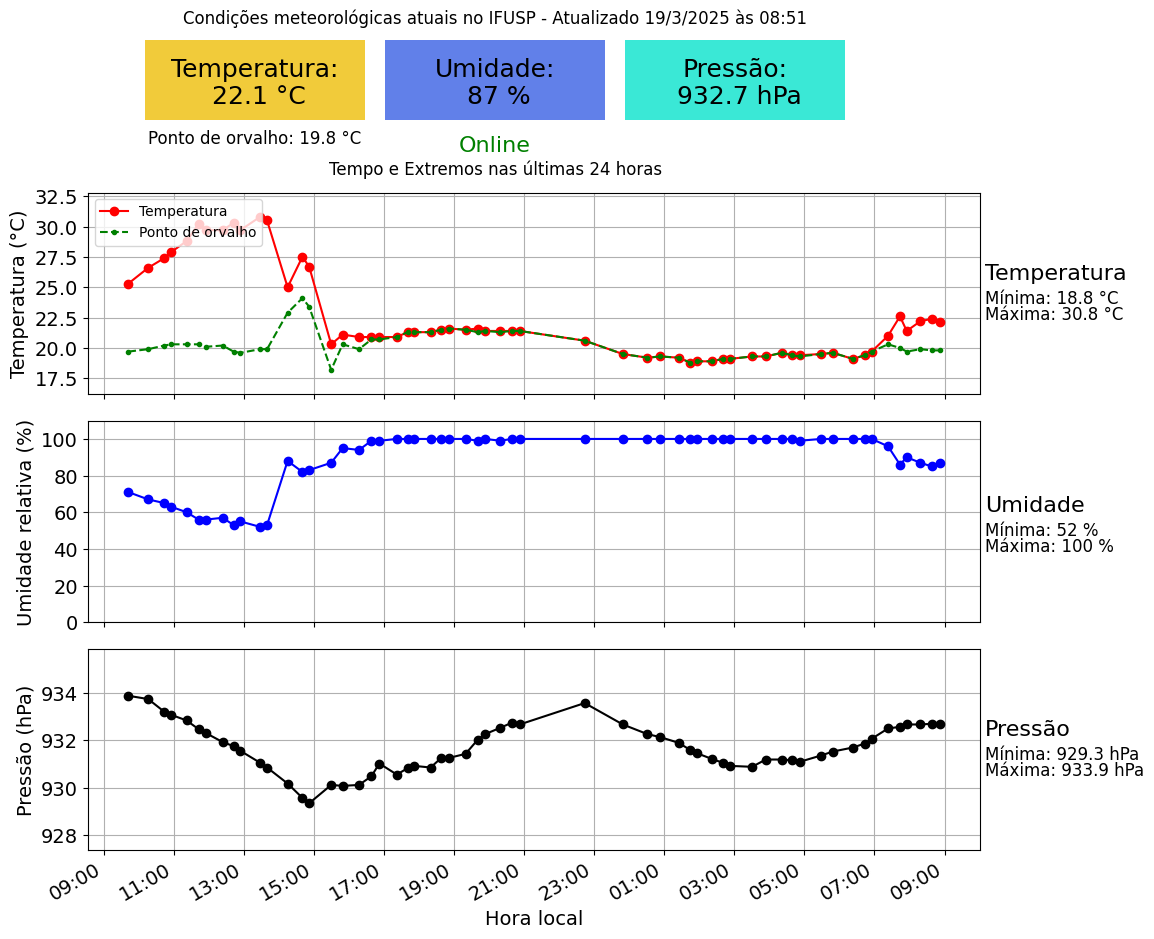 Condições meteorológicas atuais no IFUSP - Atualizado 19/3/2025 às 08:51
Temperatura:
22.1 °C
Umidade:
87 %
Pressão:
932.7 hPa
Ponto de orvalho: 19.8 °C
Online
Tempo e Extremos nas últimas 24 horas
Temperatura (°C)
32.5
30.0
27.5
25.0
22.5
20.0
17.5
Temperatura
Ponto de orvalho
Temperatura
Mínima: 18.8 °C
Máxima: 30.8 °C
Umidade relativa (%)
100
80
60
40
20
0
Umidade
Mínima: 52 %
Máxima: 100 %
Pressão (hPa)
934
932
930
928
Pressão
Mínima: 929.3 hPa
Máxima: 933.9 hPa
09:00
11:00
13:00
15:00
17:00
19:00
21:00
23:00
01:00
03:00
05:00
07:00
09:00
Hora local